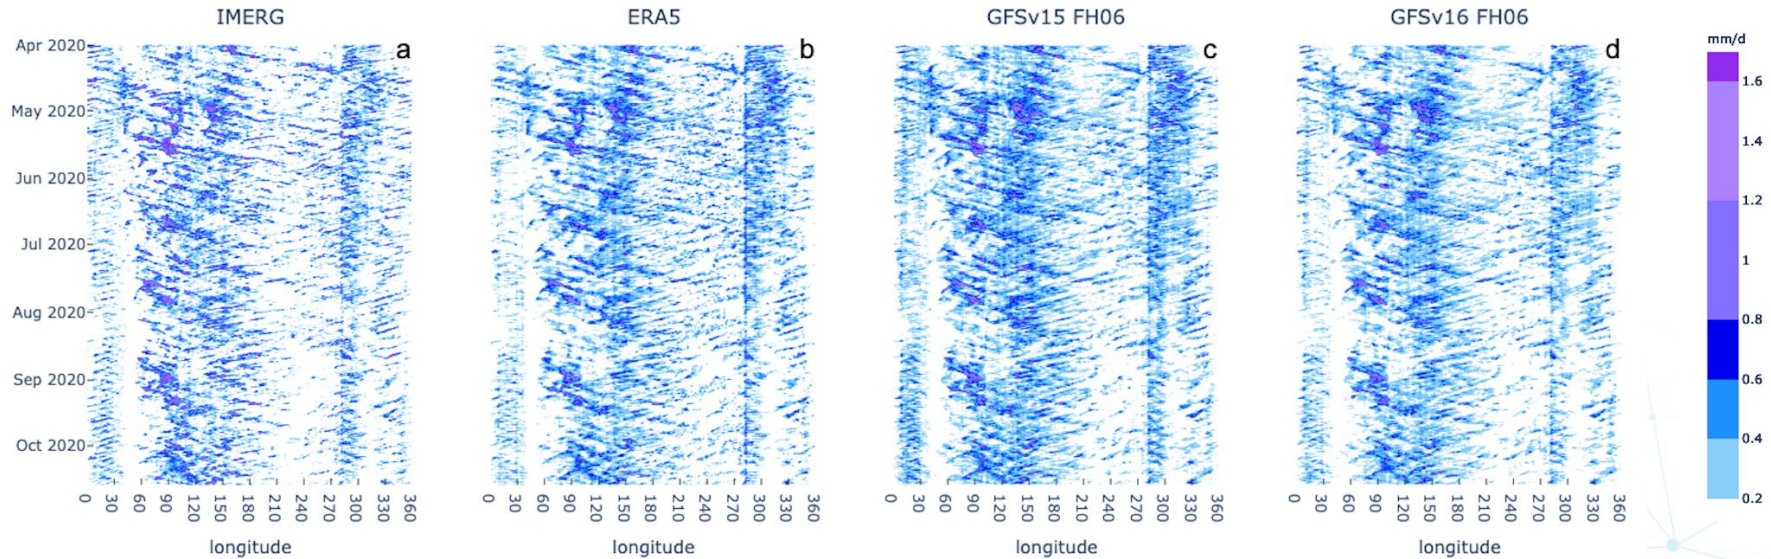 IMERG
ERA5
GFSv15 FH06
GFSv16 FH06
a
b
c
d
mm/d
Apr 2020
May 2020
Jun 2020
Jul 2020
Aug 2020
Sep 2020
Oct 2020
1.6
1.4
1.2
1
0.8
0.6
0.4
0.2
0 30 60 90 120 150 180 210 240 270 300 330 360
0 30 60 90 120 150 180 210 240 270 300 330 360
0 30 60 90 120 150 180 210 240 270 300 330 360
0 30 60 90 120 150 180 210 240 270 300 330 360
longitude
longitude
longitude
longitude